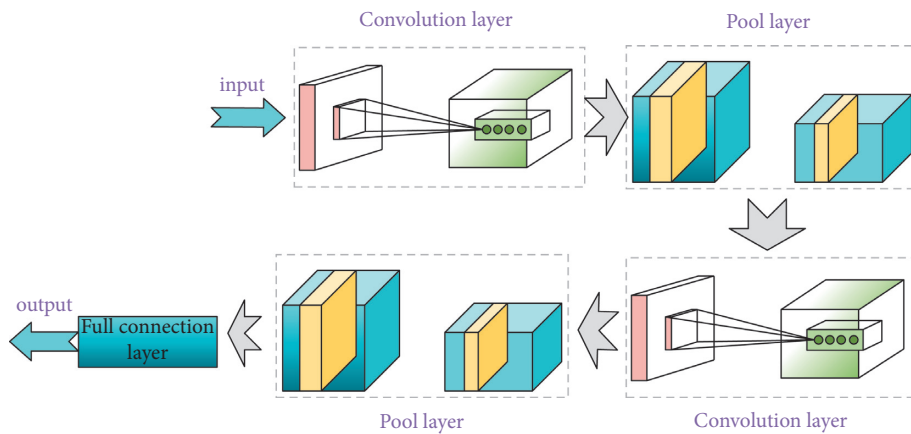 Convolution layer
Pool layer
input
output
Full connection
layer
Pool layer
Convolution layer